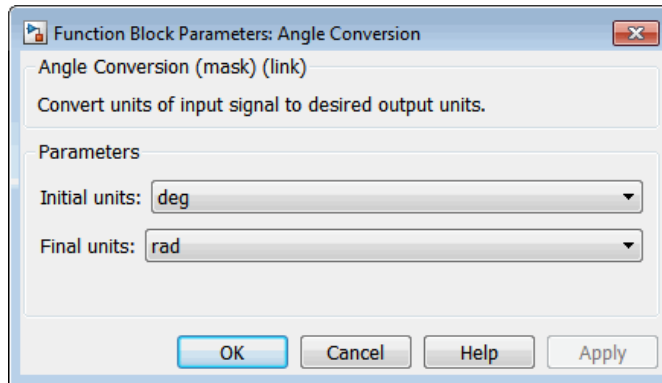 Function Block Parameters: Angle Conversion
Angle Conversion (mask) (link)
Convert units of input signal to desired output units.
Parameters
Initial units: deg
Final units: rad
OK Cancel Help Apply